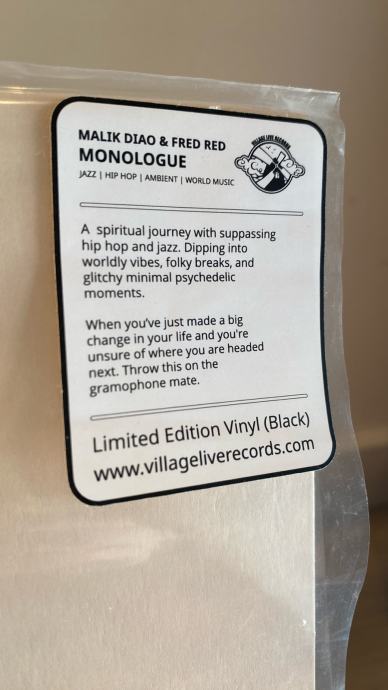 MALIK DIAO & FRED RED
MONOLOGUE
JAZZ | HIP HOP | AMBIENT | WORLD MUSIC
VILLAGE LIVE RECORDS
A spiritual journey with suppassing
hip hop and jazz. Dipping into
worldly vibes, folky breaks, and
glitchy minimal psychedelic
moments.
When you've just made a big
change in your life and you're
unsure of where you are headed
next. Throw this on the
gramophone mate.
Limited Edition Vinyl (Black)
www.villageliverecords.com